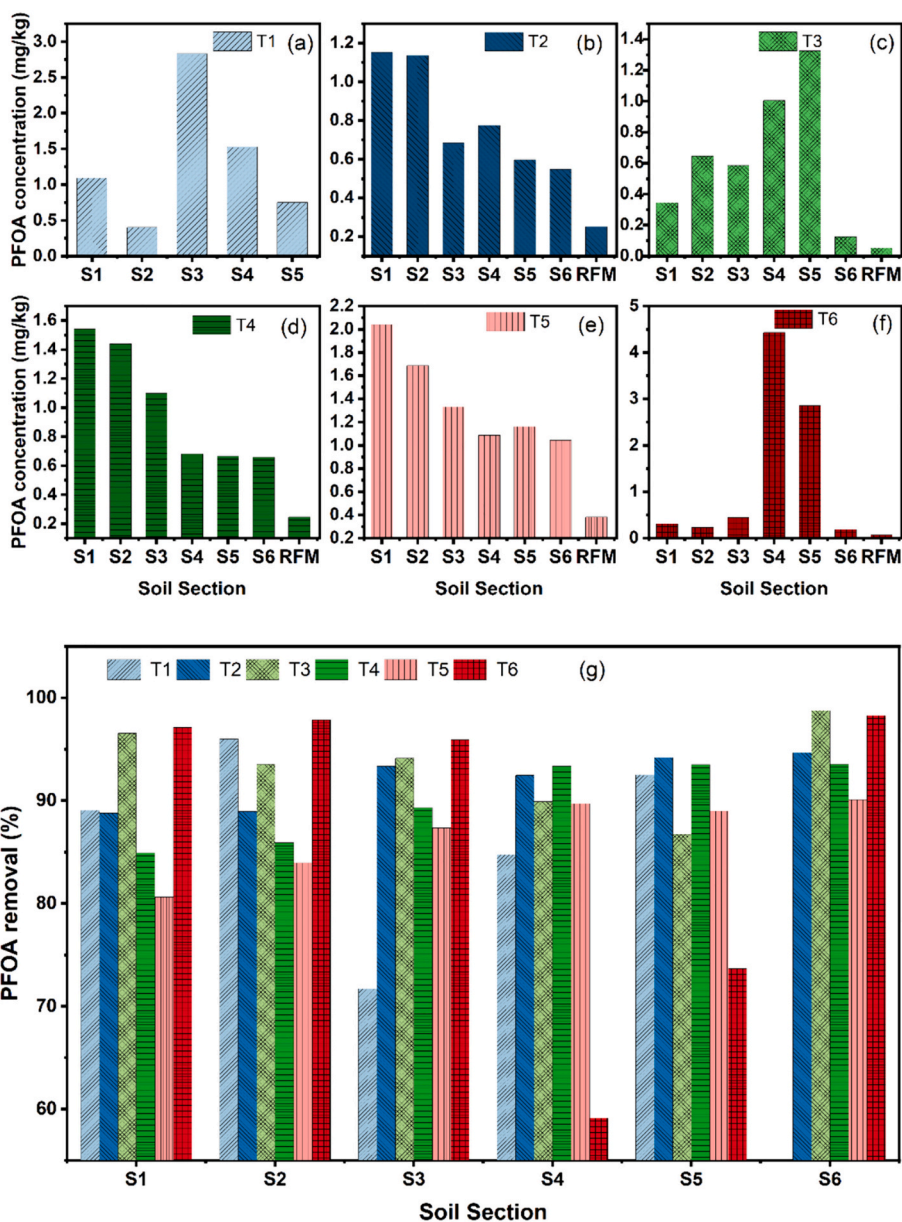 PFOA concentration (mg/kg)
3.0
2.5
2.0
1.5
1.0
0.5
0.0
T1
(a)
S1 S2 S3 S4 S5
1.2
1.0
0.8
0.6
0.4
0.2
T2
(b)
S1 S2 S3 S4 S5 S6 RFM
1.4
1.2
1.0
0.8
0.6
0.4
0.2
0.0
T3
(c)
S1 S2 S3 S4 S5 S6 RFM
PFOA concentration (mg/kg)
1.6
1.4
1.2
1.0
0.8
0.6
0.4
0.2
T4
(d)
S1 S2 S3 S4 S5 S6 RFM
Soil Section
2.2
2.0
1.8
1.6
1.4
1.2
1.0
0.8
0.6
0.4
0.2
T5
(e)
S1 S2 S3 S4 S5 S6 RFM
Soil Section
5
4
3
2
1
0
T6
(f)
S1 S2 S3 S4 S5 S6 RFM
Soil Section
PFOA removal (%)
100
90
80
70
60
T1 T2 T3 T4 T5 T6
(g)
S1 S2 S3 S4 S5 S6
Soil Section